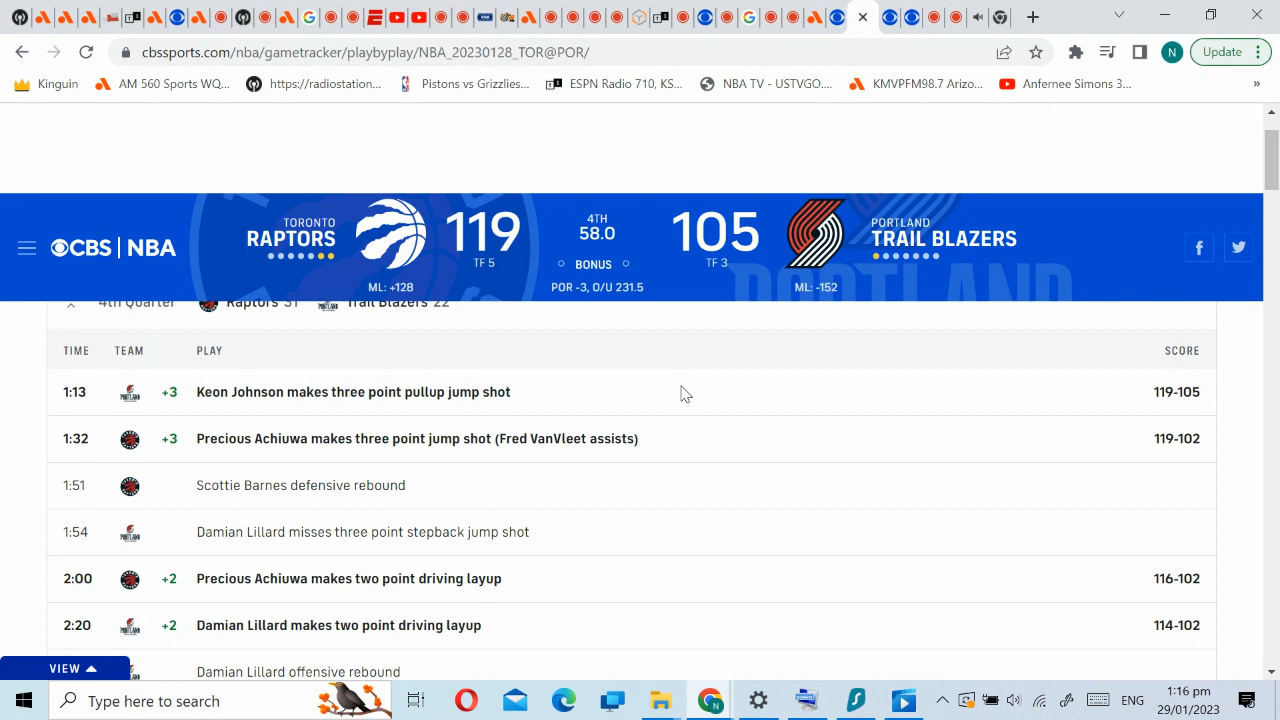 cbssports.com/nba/gametracker/playbyplay/NBA_20230128_TOR@POR/
N
Update
Kinguin
AM 560 Sports WQ...
https://radiostation...
Pistons vs Grizzlies...
ESPN Radio 710, KS...
NBA TV - USTVGO....
KMVPFM98.7 Arizo...
Anfernee Simons 3...
»
CBS | NBA
TORONTO
RAPTORS
119
TF 5
ML: +128
4TH
58.0
BONUS
POR -3, O/U 231.5
105
TF 3
PORTLAND
TRAIL BLAZERS
ML: -152
PORTLAND
4th Quarter Raptors 31 Trail Blazers 22
TIME TEAM PLAY SCORE
1:13 +3 Keon Johnson makes three point pullup jump shot 119-105
1:32 +3 Precious Achiuwa makes three point jump shot (Fred VanVleet assists) 119-102
1:51 Scottie Barnes defensive rebound
1:54 Damian Lillard misses three point stepback jump shot
2:00 +2 Precious Achiuwa makes two point driving layup 116-102
2:20 +2 Damian Lillard makes two point driving layup 114-102
Damian Lillard offensive rebound
VIEW
Type here to search
ENG
1:16 pm
29/01/2023